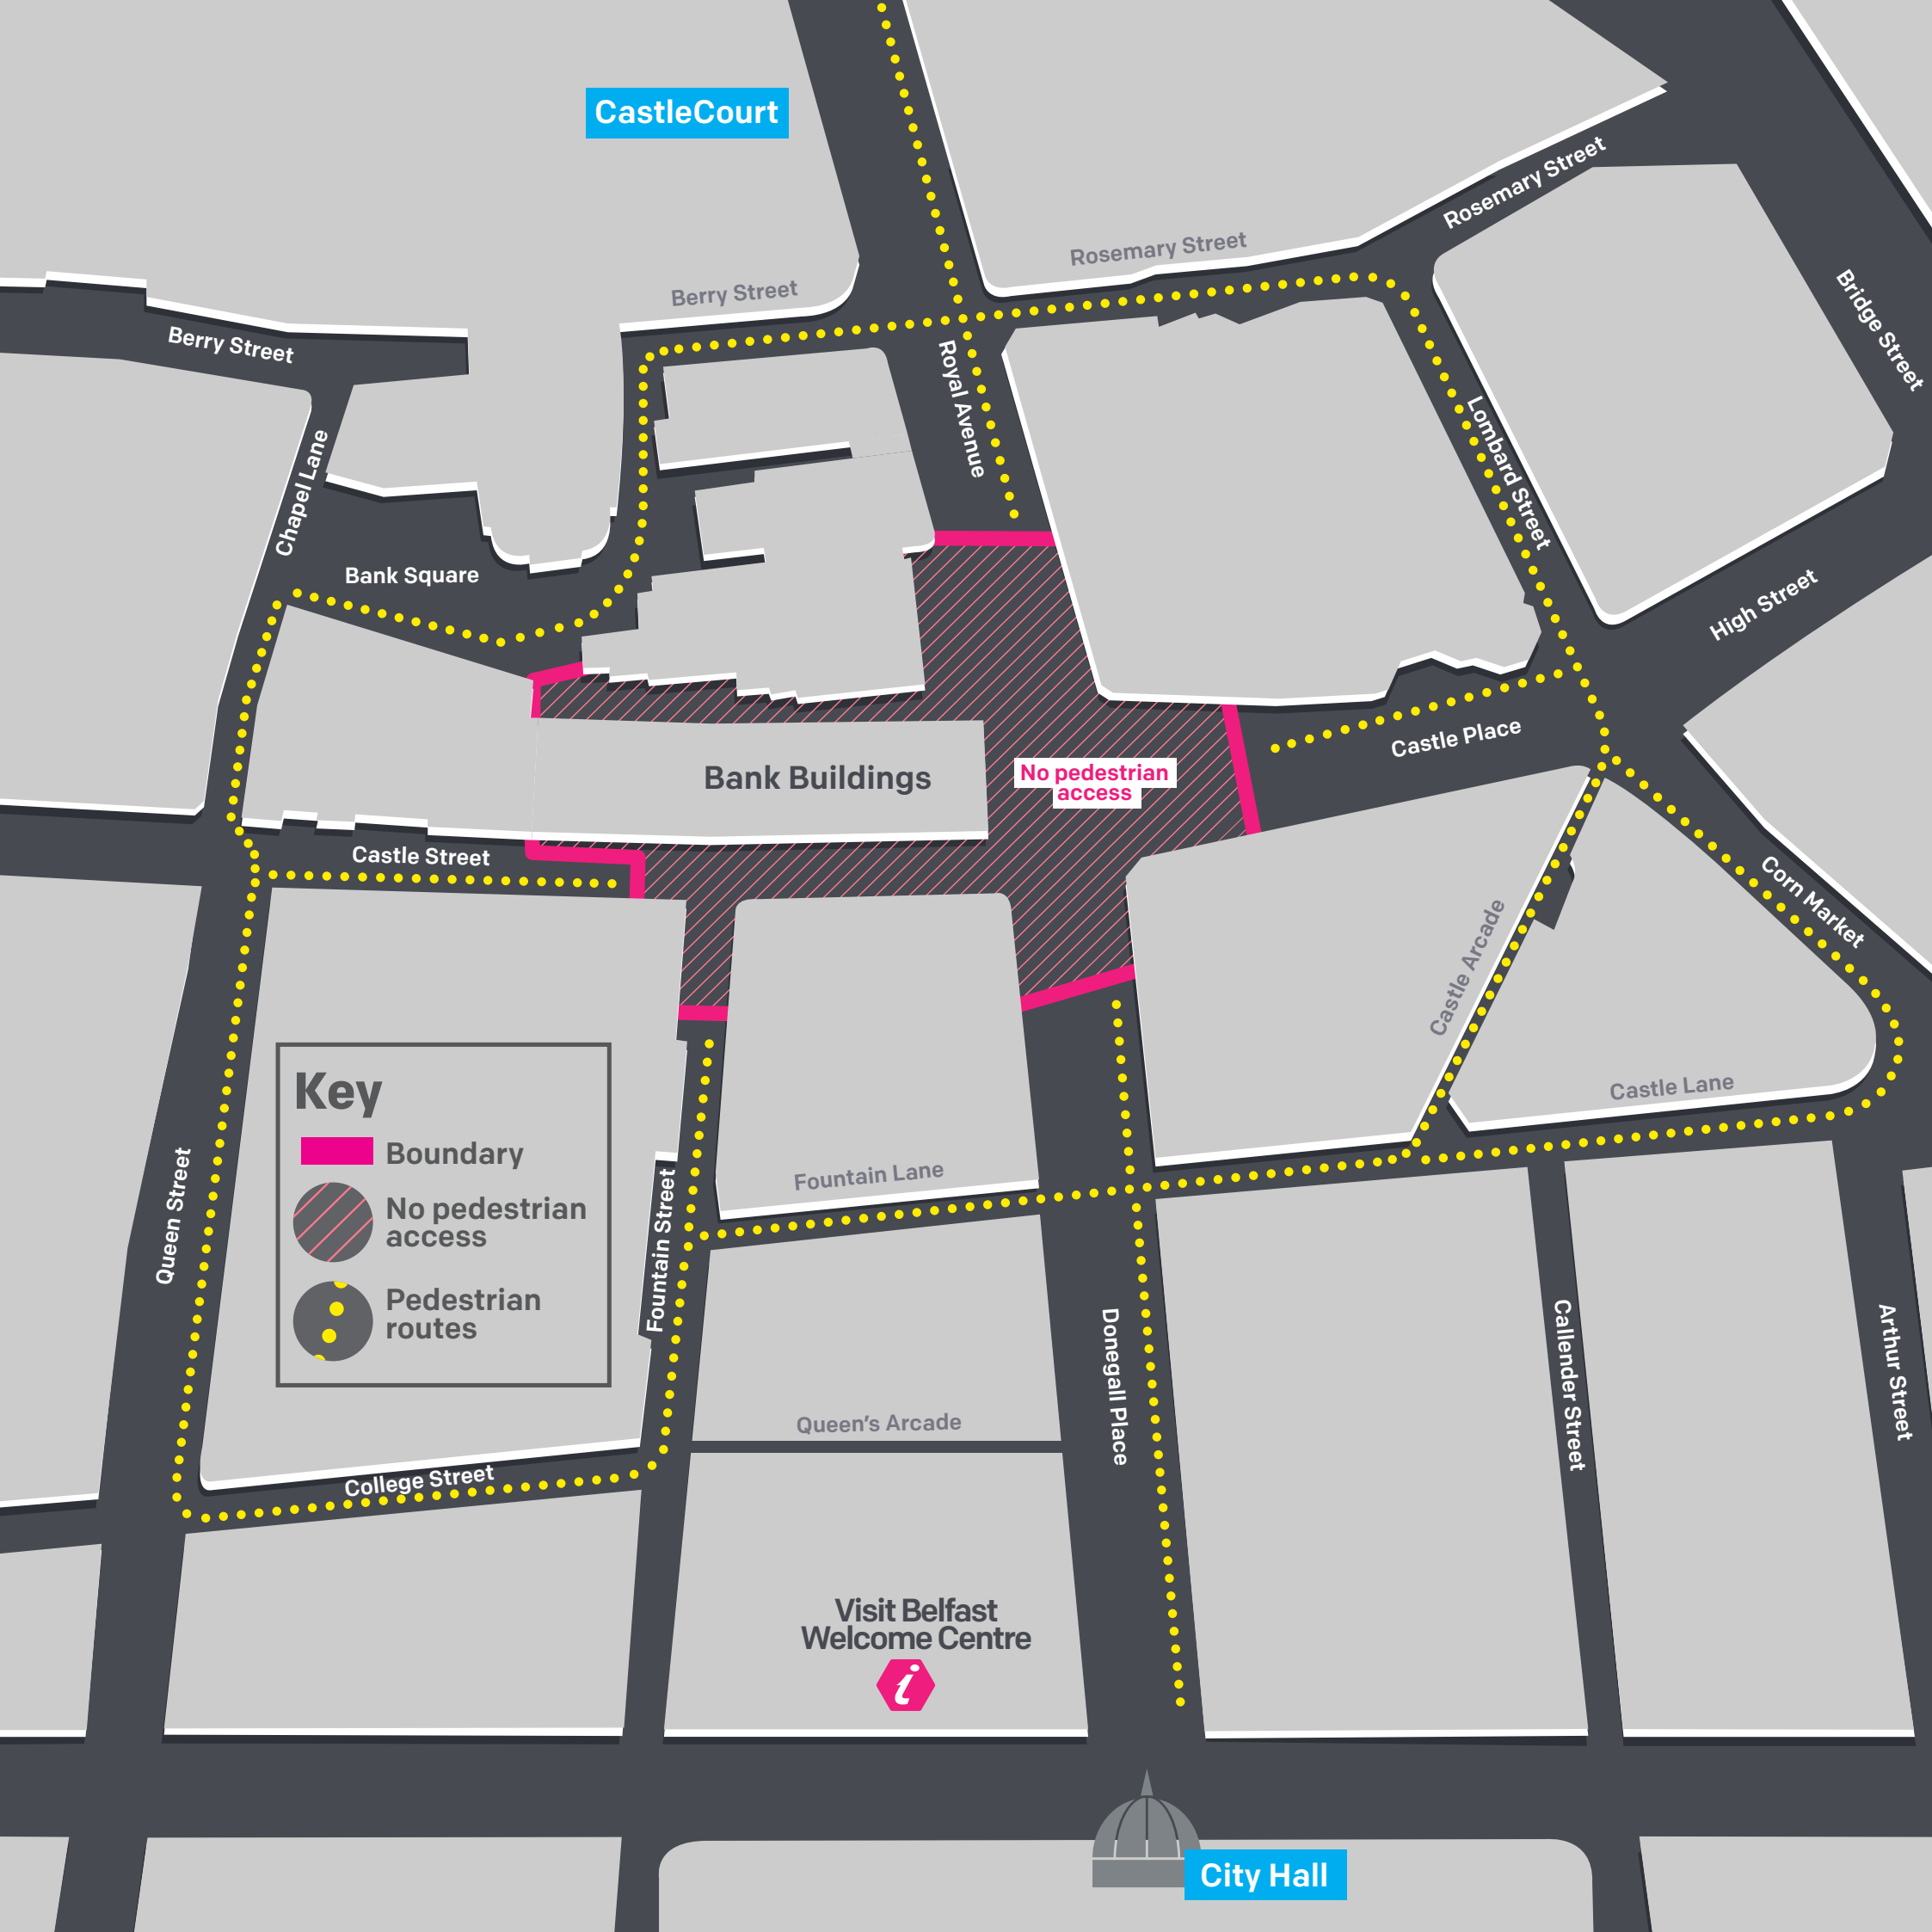 CastleCourt
Rosemary Street
Rosemary Street
Berry Street
Berry Street
Bridge Street
Royal Avenue
Lombard Street
Chapel Lane
Bank Square
High Street
Castle Place
Bank Buildings
No pedestrian
access
Castle Street
Corn Market
Castle Arcade
Castle Lane
Key
Boundary
No pedestrian
access
Pedestrian
routes
Queen Street
Fountain Street
Fountain Lane
Donegall Place
Callender Street
Arthur Street
Queen's Arcade
College Street
Visit Belfast
Welcome Centre
i
City Hall